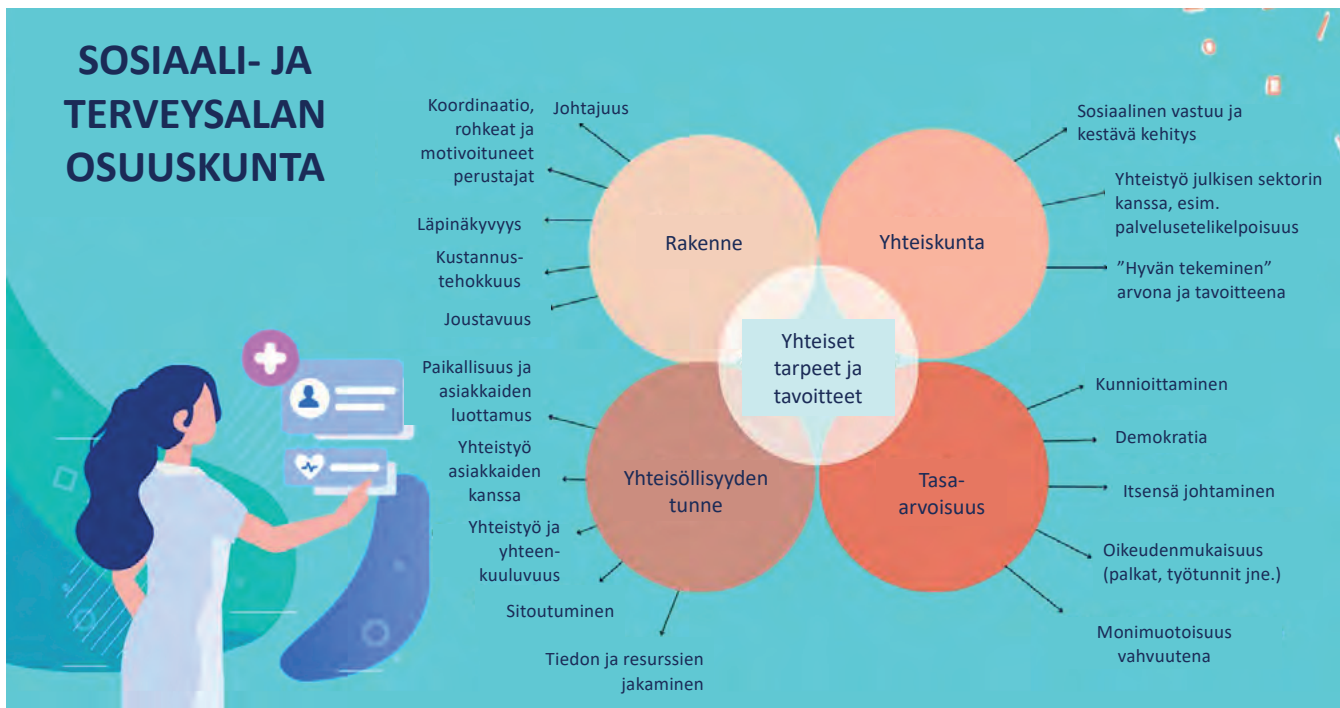 SOSIAALI- JA
TERVEYSALAN
OSUUSKUNTA
Johtajuus
Koordinaatio,
rohkeat ja
motivoituneet
perustajat
Läpinäkyvyys
Kustannus-
tehokkuus
Joustavuus
Rakenne
Yhteiskunta
Sosiaalinen vastuu ja
kestävä kehitys
Yhteistyö julkisen sektorin
kanssa, esim.
palvelusetelikelpoisuus
”Hyvän tekeminen”
arvona ja tavoitteena
Yhteiset
tarpeet ja
tavoitteet
Paikallisuus ja
asiakkaiden
luottamus
Yhteistyö
asiakkaiden
kanssa
Yhteistyö ja
yhteen-
kuuluvuus
Sitoutuminen
Tiedon ja resurssien
jakaminen
Yhteisöllisyyden
tunne
Tasa-
arvoisuus
Kunnioittaminen
Demokratia
Itsensä johtaminen
Oikeudenmukaisuus
(palkat, työtunnit jne.)
Monimuotoisuus
vahvuutena